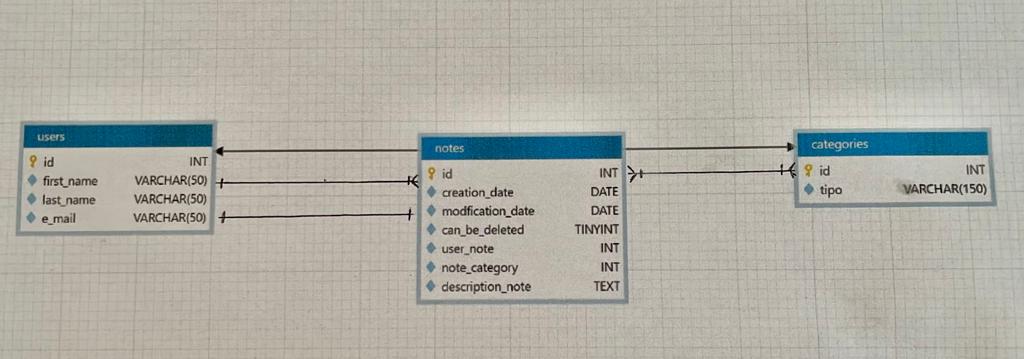 users
id INT
first_name VARCHAR(50)
last_name VARCHAR(50)
e_mail VARCHAR(50)
notes
id INT
creation_date DATE
modfication_date DATE
can_be_deleted TINYINT
user_note INT
note_category INT
description_note TEXT
categories
id INT
tipo VARCHAR(150)